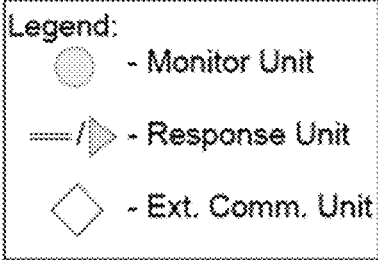 Legend:
- Monitor Unit
/ - Response Unit
- Ext. Comm. Unit